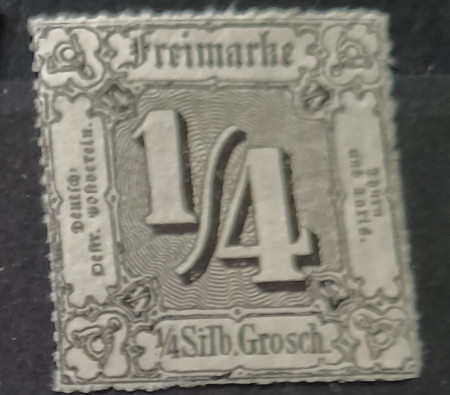 Freimarke
Deutsch-
Oestr. Postverein.
1/4
Thurn
und Taxis.
1/4 Silb. Grosch.